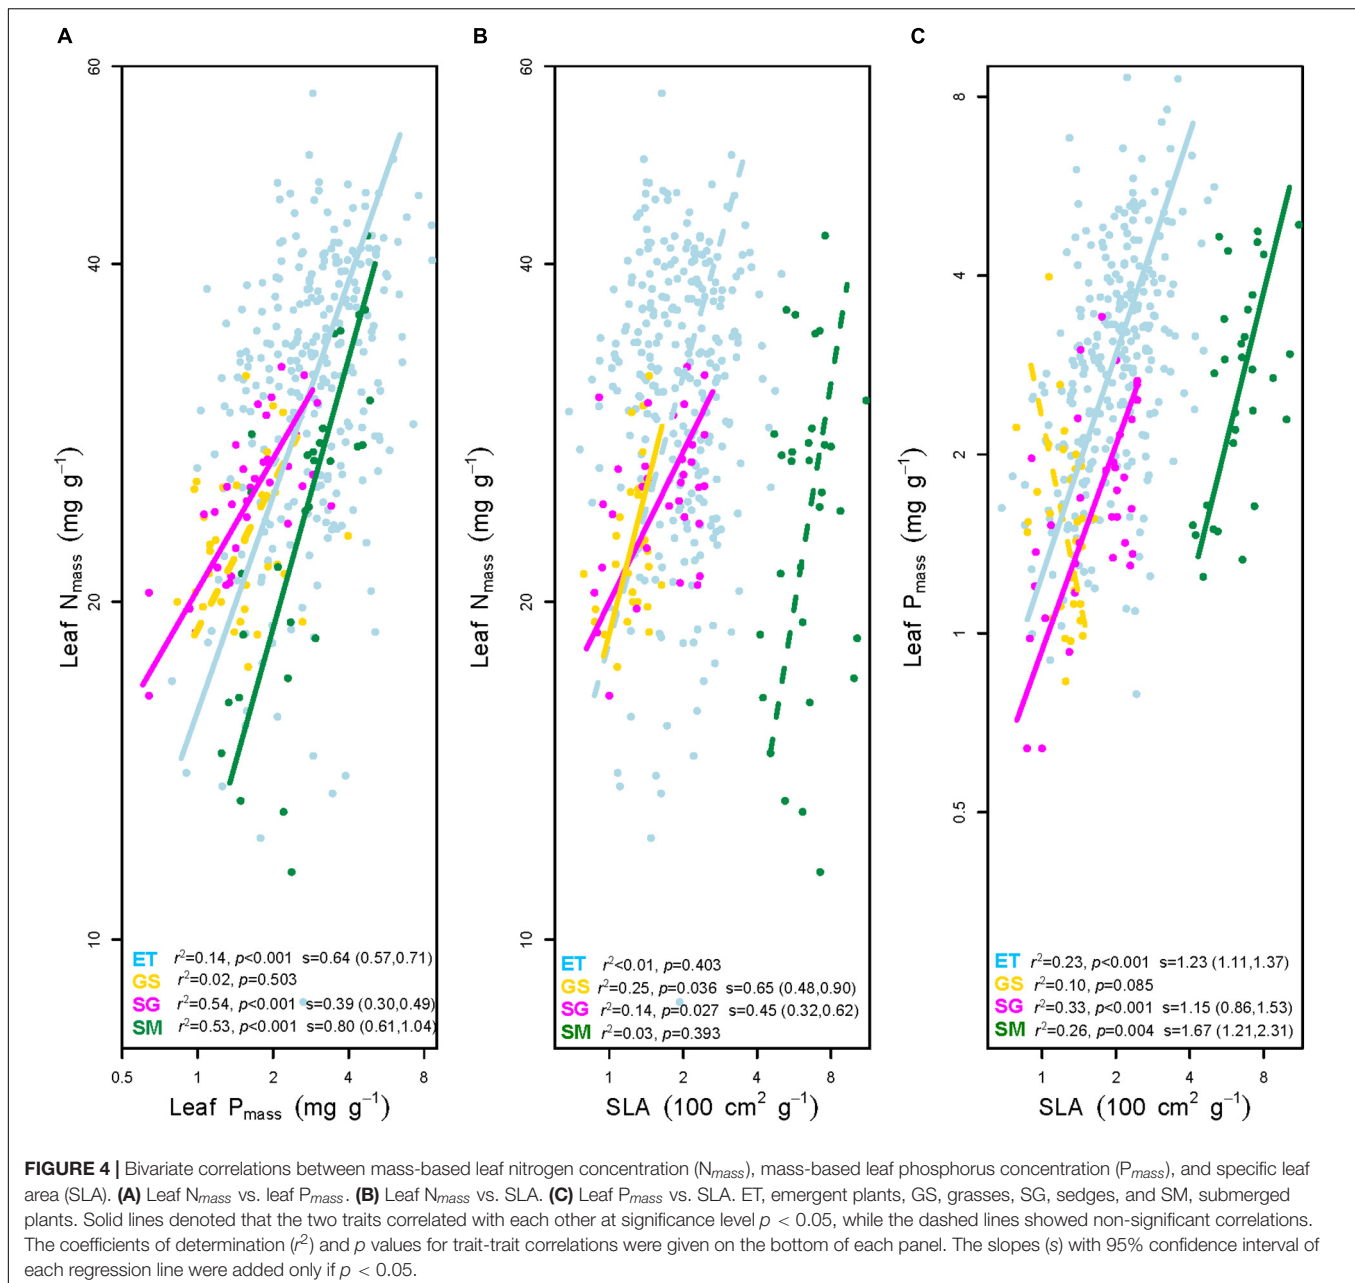 A
B
C
60
40
20
10
Leaf Nmass (mg g−1)
0.5 1 2 4 8
Leaf Pmass (mg g−1)
ET r2=0.14, p<0.001 s=0.64 (0.57,0.71)
GS r2=0.02, p=0.503
SG r2=0.54, p<0.001 s=0.39 (0.30,0.49)
SM r2=0.53, p<0.001 s=0.80 (0.61,1.04)
60
40
20
10
Leaf Nmass (mg g−1)
1 2 4 8
SLA (100 cm2 g−1)
ET r2<0.01, p=0.403
GS r2=0.25, p=0.036 s=0.65 (0.48,0.90)
SG r2=0.14, p=0.027 s=0.45 (0.32,0.62)
SM r2=0.03, p=0.393
8
4
2
1
0.5
Leaf Pmass (mg g−1)
1 2 4 8
SLA (100 cm2 g−1)
ET r2=0.23, p<0.001 s=1.23 (1.11,1.37)
GS r2=0.10, p=0.085
SG r2=0.33, p<0.001 s=1.15 (0.86,1.53)
SM r2=0.26, p=0.004 s=1.67 (1.21,2.31)
FIGURE 4 | Bivariate correlations between mass-based leaf nitrogen concentration (Nmass), mass-based leaf phosphorus concentration (Pmass), and specific leaf
area (SLA). (A) Leaf Nmass vs. leaf Pmass. (B) Leaf Nmass vs. SLA. (C) Leaf Pmass vs. SLA. ET, emergent plants, GS, grasses, SG, sedges, and SM, submerged
plants. Solid lines denoted that the two traits correlated with each other at significance level p < 0.05, while the dashed lines showed non-significant correlations.
The coefficients of determination (r2) and p values for trait-trait correlations were given on the bottom of each panel. The slopes (s) with 95% confidence interval of
each regression line were added only if p < 0.05.